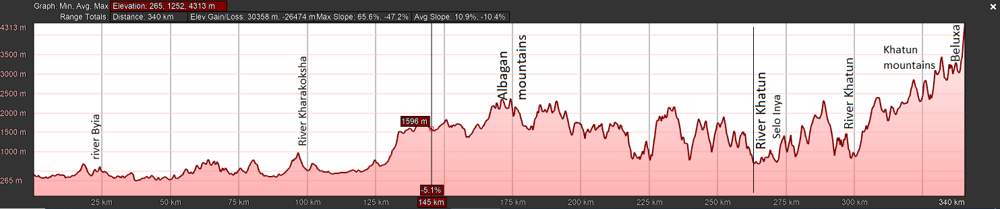 Graph: Min, Avg, Max Elevation: 265, 1252, 4313 m
Range Totals: Distance: 340 km Elev Gain/Loss: 30358 m, -26474 m Max Slope: 65.6%, -47.2% Avg Slope: 10.9%, -10.4%
4313 m
3500 m
3000 m
2500 m
2000 m
1500 m
1000 m
265 m
river Byia
River Kharakoksha
1596 m
Albagan
mountains
River Khatun
Selo Inya
River Khatun
Khatun
mountains
Beluxa
-5.1%
25 km 50 km 75 km 100 km 125 km 145 km 175 km 200 km 225 km 250 km 275 km 300 km 340 km